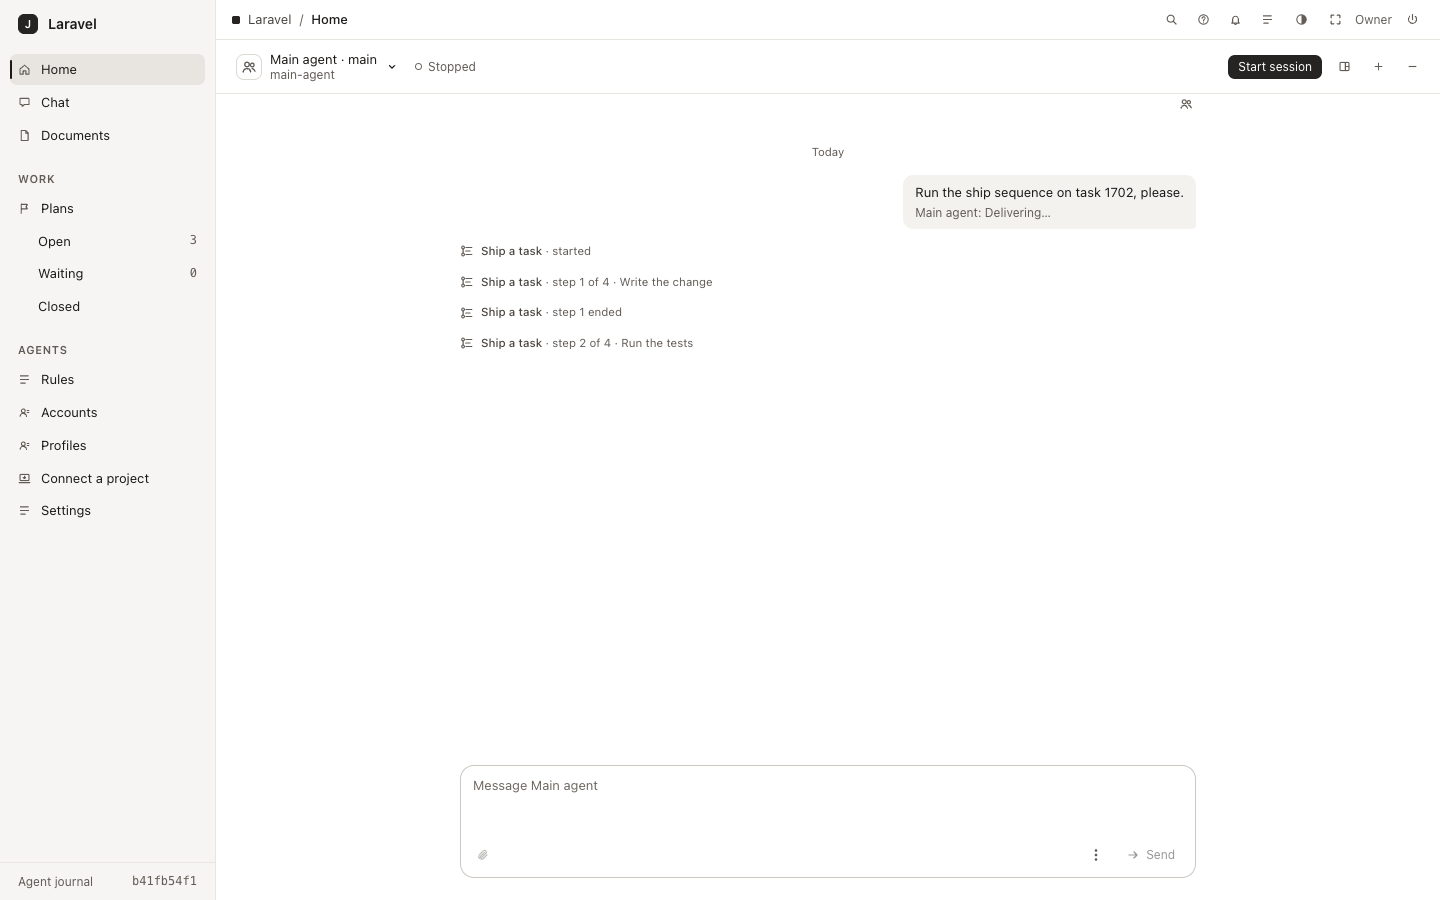 J Laravel
Home
Chat
Documents
WORK
Plans
Open 3
Waiting 0
Closed
AGENTS
Rules
Accounts
Profiles
Connect a project
Settings
Agent journal b41fb54f1
Laravel / Home
Owner
Main agent · main
main-agent
Stopped
Start session
Today
Run the ship sequence on task 1702, please.
Main agent: Delivering…
Ship a task · started
Ship a task · step 1 of 4 · Write the change
Ship a task · step 1 ended
Ship a task · step 2 of 4 · Run the tests
Message Main agent
Send